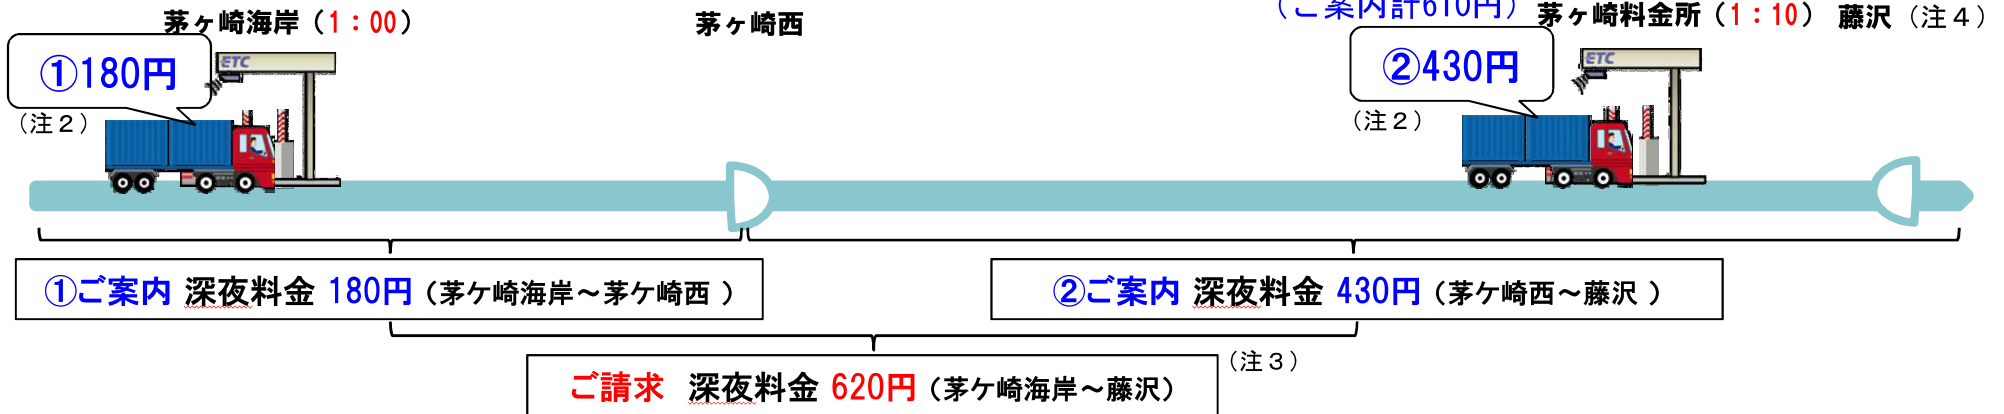 (ご案内計610円)
茅ヶ崎海岸（1：00）
茅ヶ崎西
茅ヶ崎料金所（1：10）
藤沢（注４）
①180円
ETC
（注２）
②430円
ETC
（注２）
①ご案内 深夜料金 180円（茅ケ崎海岸～茅ケ崎西 ）
②ご案内 深夜料金 430円（茅ケ崎西～藤沢 ）
ご請求 深夜料金 620円（茅ケ崎海岸～藤沢）
（注３）